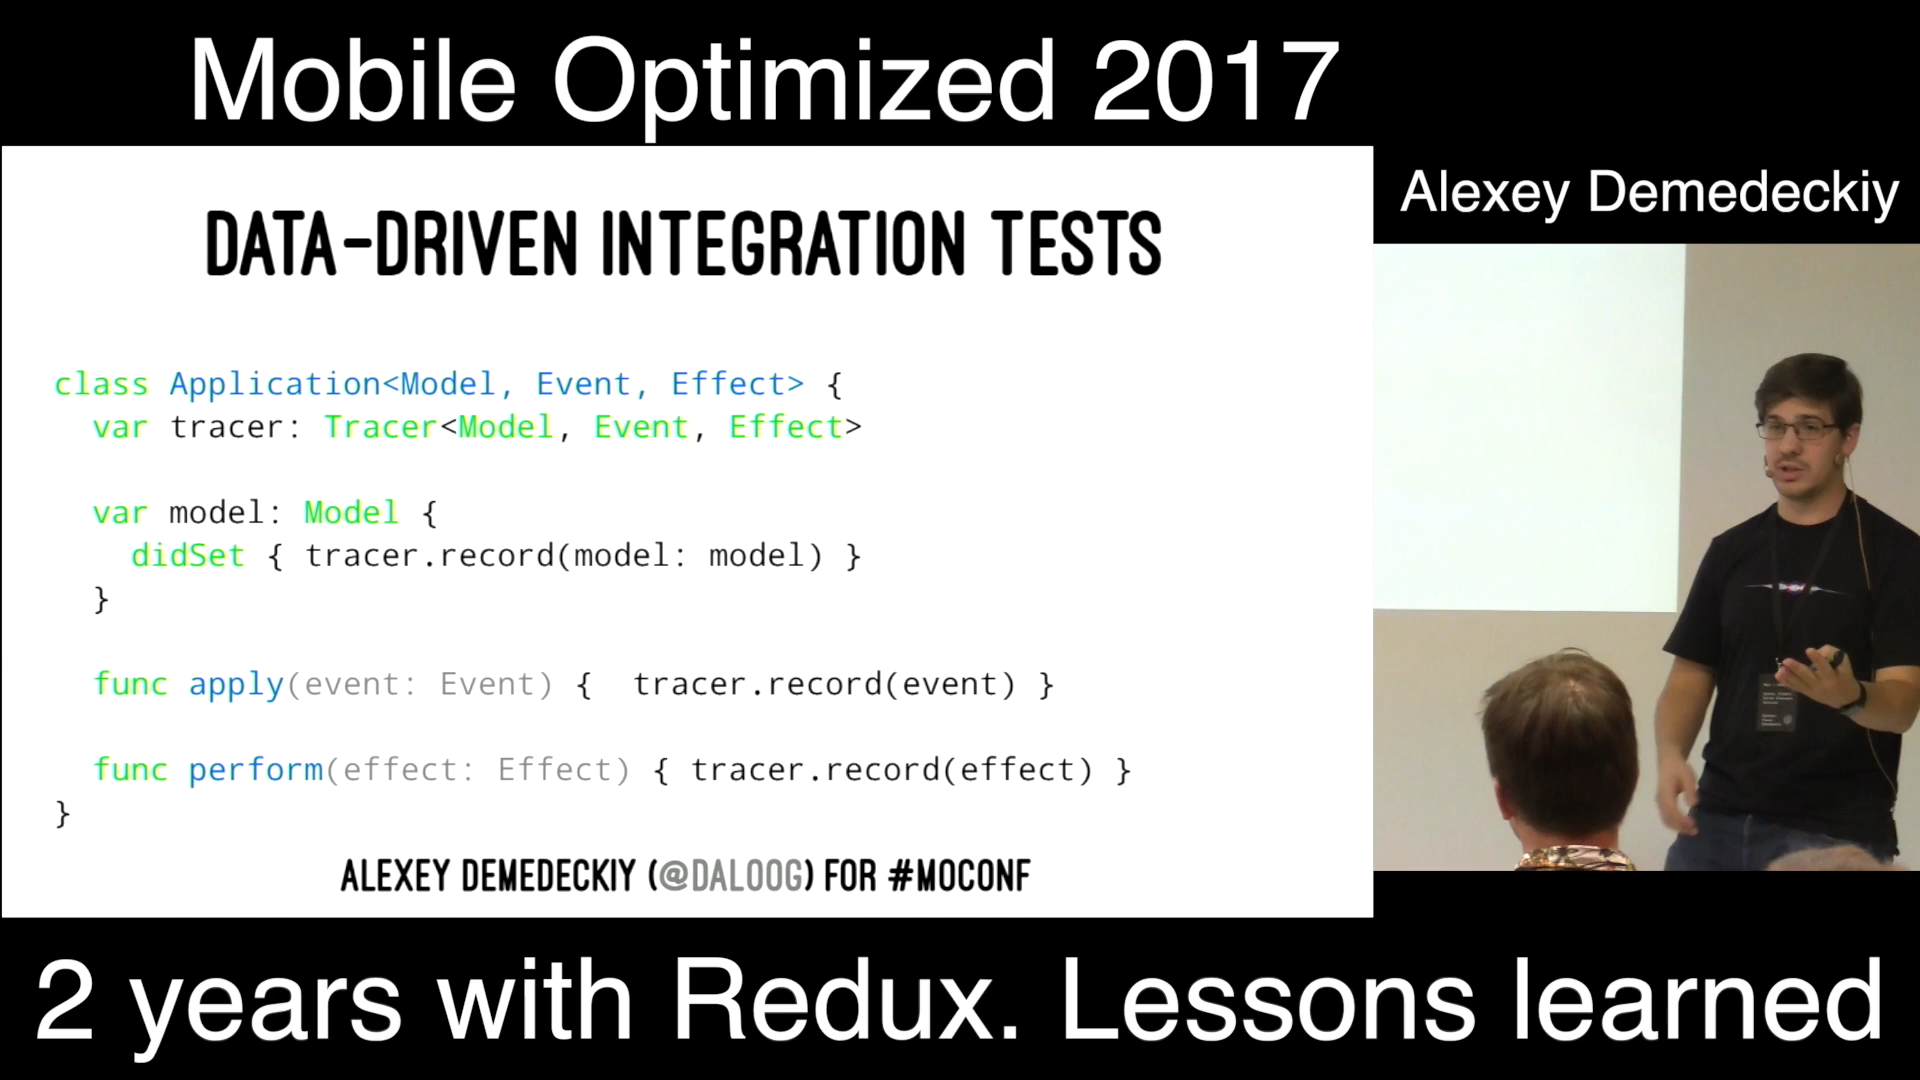 Mobile Optimized 2017
Alexey Demedeckiy
DATA-DRIVEN INTEGRATION TESTS
class Application<Model, Event, Effect> {
var tracer: Tracer<Model, Event, Effect>
var model: Model {
didSet { tracer.record(model: model) }
}
func apply(event: Event) { tracer.record(event) }
func perform(effect: Effect) { tracer.record(effect) }
}
ALEXEY DEMEDECKIY (@DALOOG) FOR #MOCONF
2 years with Redux. Lessons learned